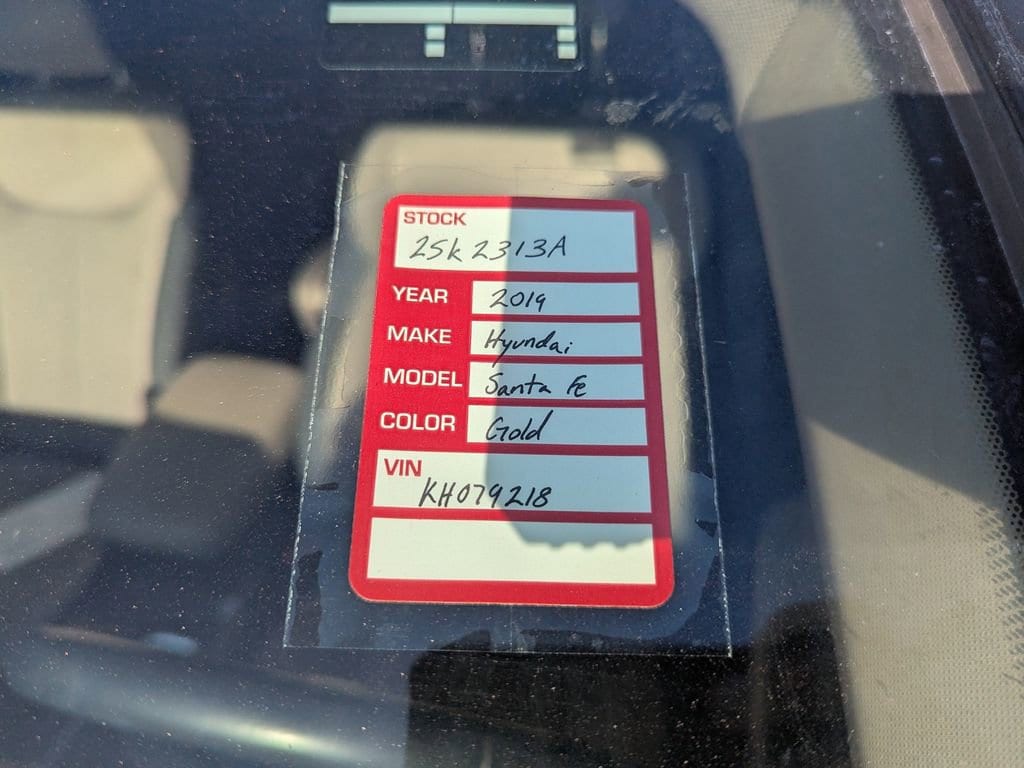 STOCK
25k2313A
YEAR 2019
MAKE Hyundai
MODEL Santa Fe
COLOR Gold
VIN
KH079218